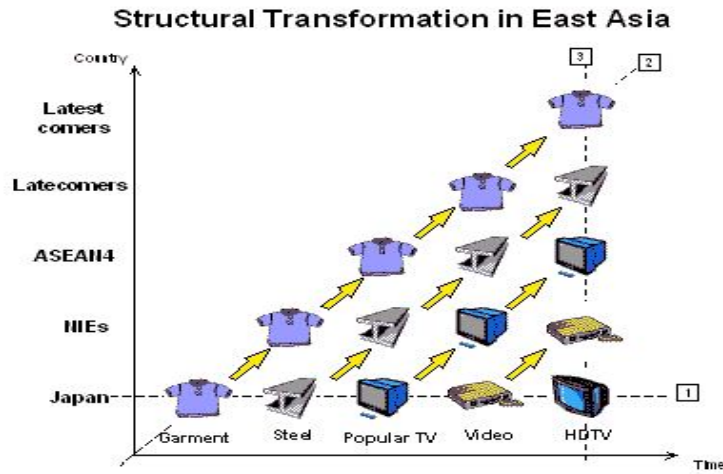 Structural Transformation in East Asia
Country
3
2
Latest
comers
Latecomers
ASEAN4
NIEs
Japan
1
Garment
Steel
Popular TV
Video
HDTV
Time